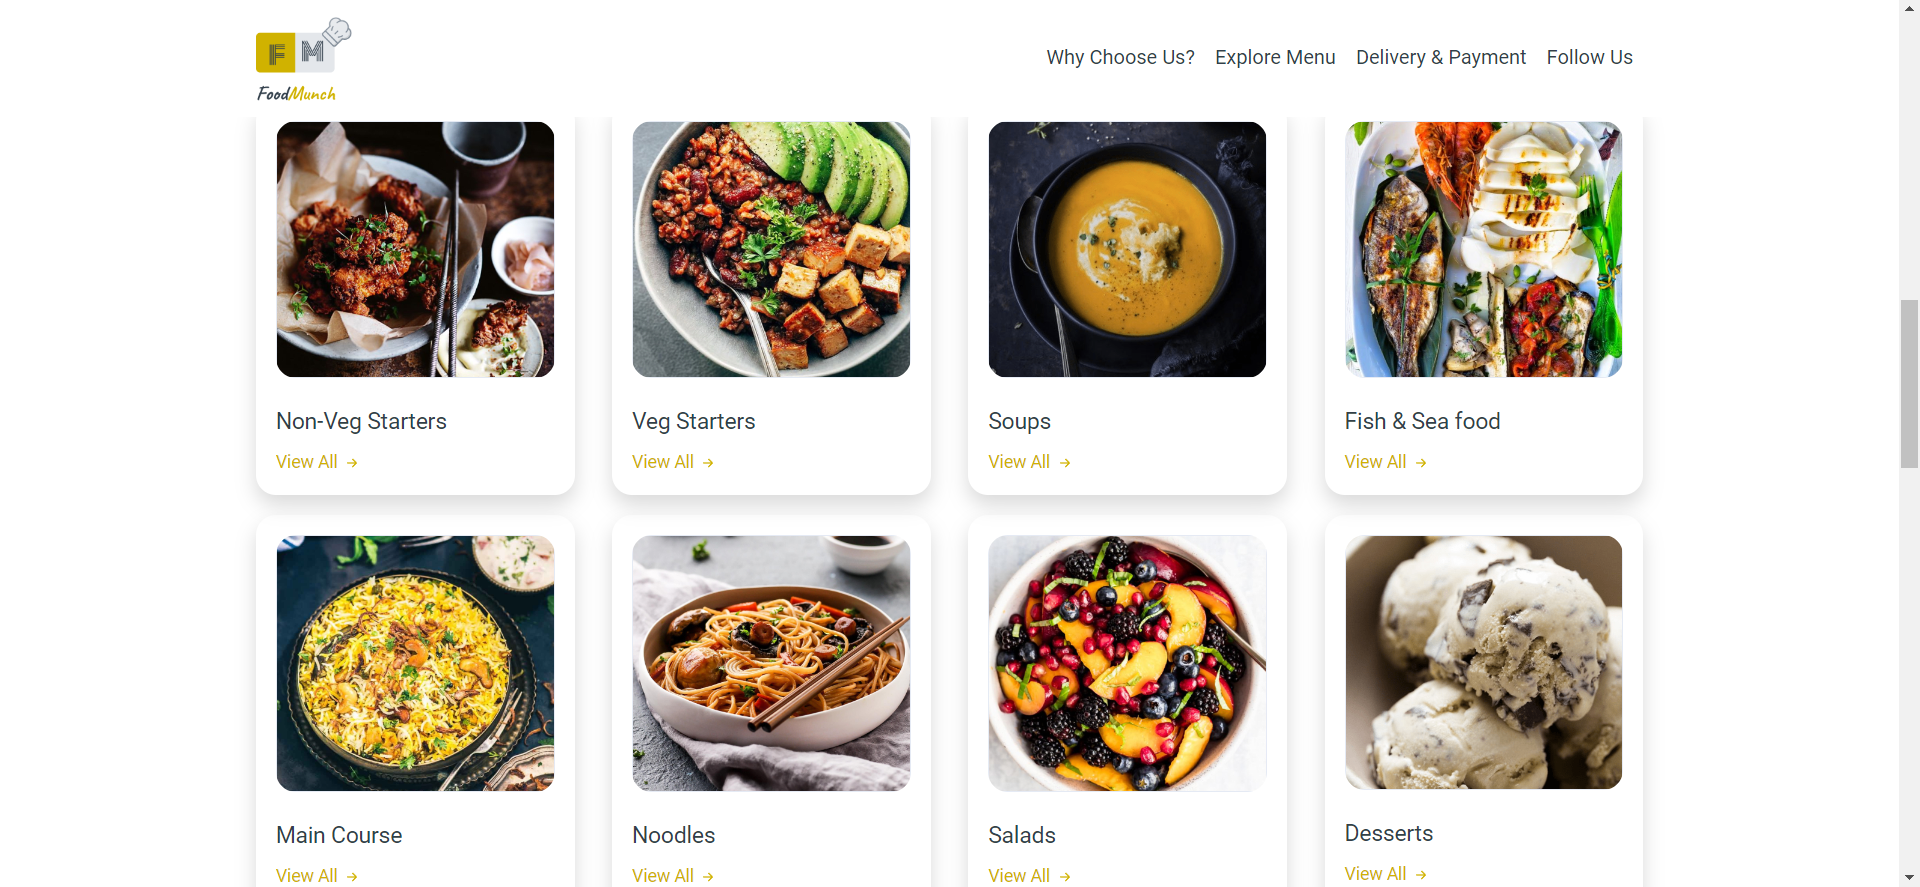 FM
FoodMunch
Why Choose Us? Explore Menu Delivery & Payment Follow Us
Non-Veg Starters
View All →
Veg Starters
View All →
Soups
View All →
Fish & Sea food
View All →
Main Course
View All →
Noodles
View All →
Salads
View All →
Desserts
View All →